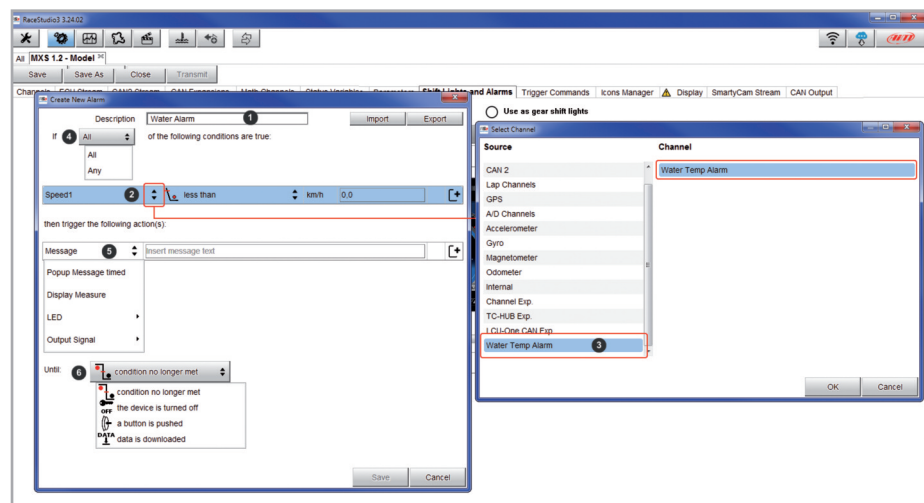 RaceStudio3 3.24.02
AiM
All MXS 1.2 - Model
Save Save As Close Transmit
Channels ECU Stream CAN2 Stream CAN Expansions Math Channels Status Variables Parameters Shift Lights and Alarms Trigger Commands Icons Manager Display SmartyCam Stream CAN Output
Use as gear shift lights
Create New Alarm
Description Water Alarm 1 Import Export
If 4 All of the following conditions are true:
All
Any
Speed1 2 less than km/h 0,0
then trigger the following action(s):
Message 5 Insert message text
Popup Message timed
Display Measure
LED
Output Signal
Until: 6 condition no longer met
condition no longer met
OFF the device is turned off
a button is pushed
DATA data is downloaded
Save Cancel
Select Channel
Source Channel
CAN 2
Lap Channels
GPS
A/D Channels
Accelerometer
Gyro
Magnetometer
Odometer
Internal
Channel Exp.
TC-HUB Exp.
LCU-One CAN Exp
Water Temp Alarm 3
Water Temp Alarm
OK Cancel